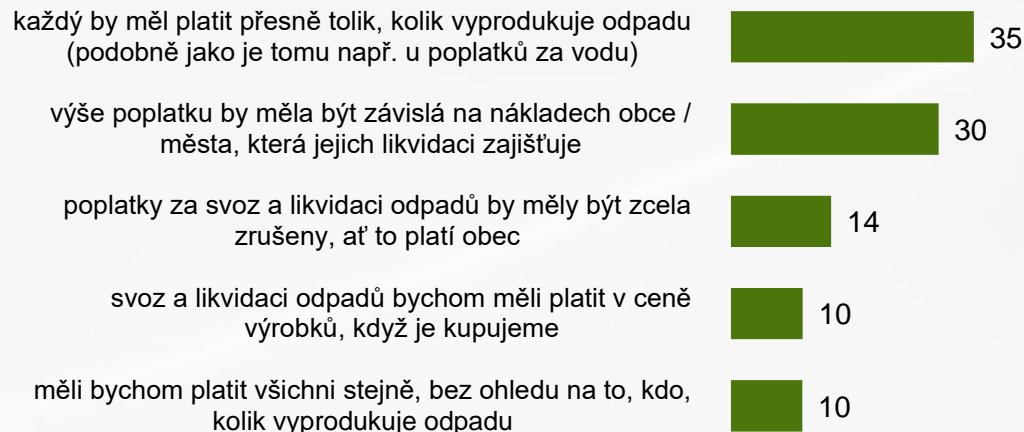 každý by měl platit přesně tolik, kolik vyprodukuje odpadu
(podobně jako je tomu např. u poplatků za vodu)
35
výše poplatku by měla být závislá na nákladech obce /
města, která jejich likvidaci zajišťuje
30
poplatky za svoz a likvidaci odpadů by měly být zcela
zrušeny, ať to platí obec
14
svoz a likvidaci odpadů bychom měli platit v ceně
výrobků, když je kupujeme
10
měli bychom platit všichni stejně, bez ohledu na to, kdo,
kolik vyprodukuje odpadu
10